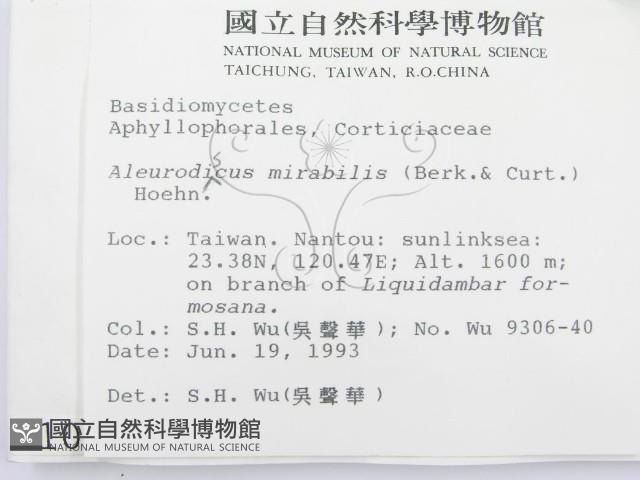 國立自然科學博物館
NATIONAL MUSEUM OF NATURAL SCIENCE
TAICHUNG, TAIWAN, R.O.CHINA
Basidiomycetes
Aphyllophorales, Corticiaceae
s
Aleurodicus mirabilis (Berk.& Curt.)
Hoehn.
Loc.: Taiwan. Nantou: sunlinksea:
23.38N, 120.47E; Alt. 1600 m;
on branch of Liquidambar for-
mosana.
Col.: S.H. Wu(吳聲華); No. Wu 9306-40
Date: Jun. 19, 1993
Det.: S.H. Wu(吳聲華)
10
國立自然科學博物館
NATIONAL MUSEUM OF NATURAL SCIENCE